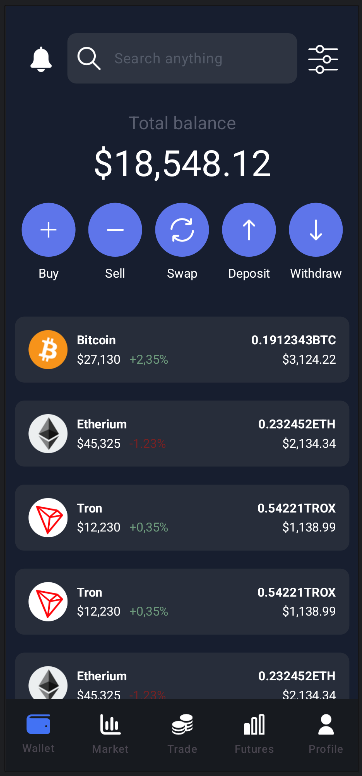 Search anything
Total balance
$18,548.12
Buy Sell Swap Deposit Withdraw
Bitcoin 0.1912343BTC
$27,130 +2,35% $3,124.22
Etherium 0.232452ETH
$45,325 -1 23% $2,134.34
Tron 0.54221TROX
$12,230 +0,35% $1,138.99
Tron 0.54221TROX
$12,230 +0,35% $1,138.99
Etherium 0.232452ETH
$45,325 -1 23% $2,134.34
Wallet Market Trade Futures Profile